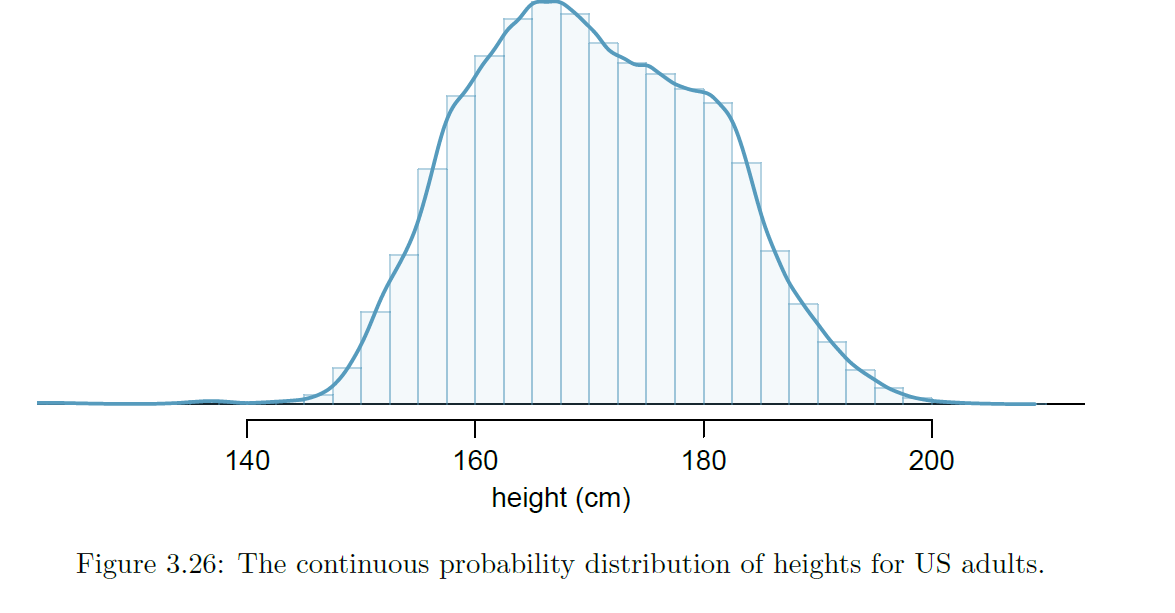 140 160 180 200
height (cm)
Figure 3.26: The continuous probability distribution of heights for US adults.